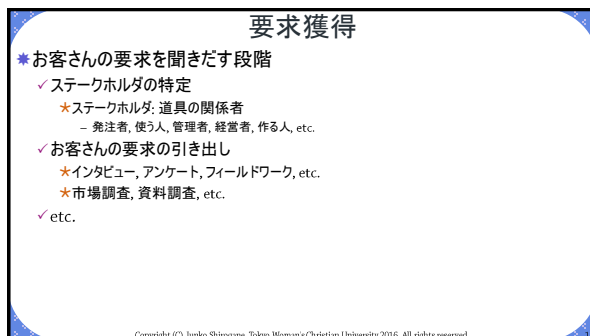 要求獲得
お客さんの要求を聞きだす段階
ステークホルダの特定
ステークホルダ: 道具の関係者
– 発注者, 使う人, 管理者, 経営者, 作る人, etc.
お客さんの要求の引き出し
インタビュー, アンケート, フィールドワーク, etc.
市場調査, 資料調査, etc.
etc.
Copyright (C) Junko Shirogane, Tokyo Woman's Christian University 2016, All rights reserved.